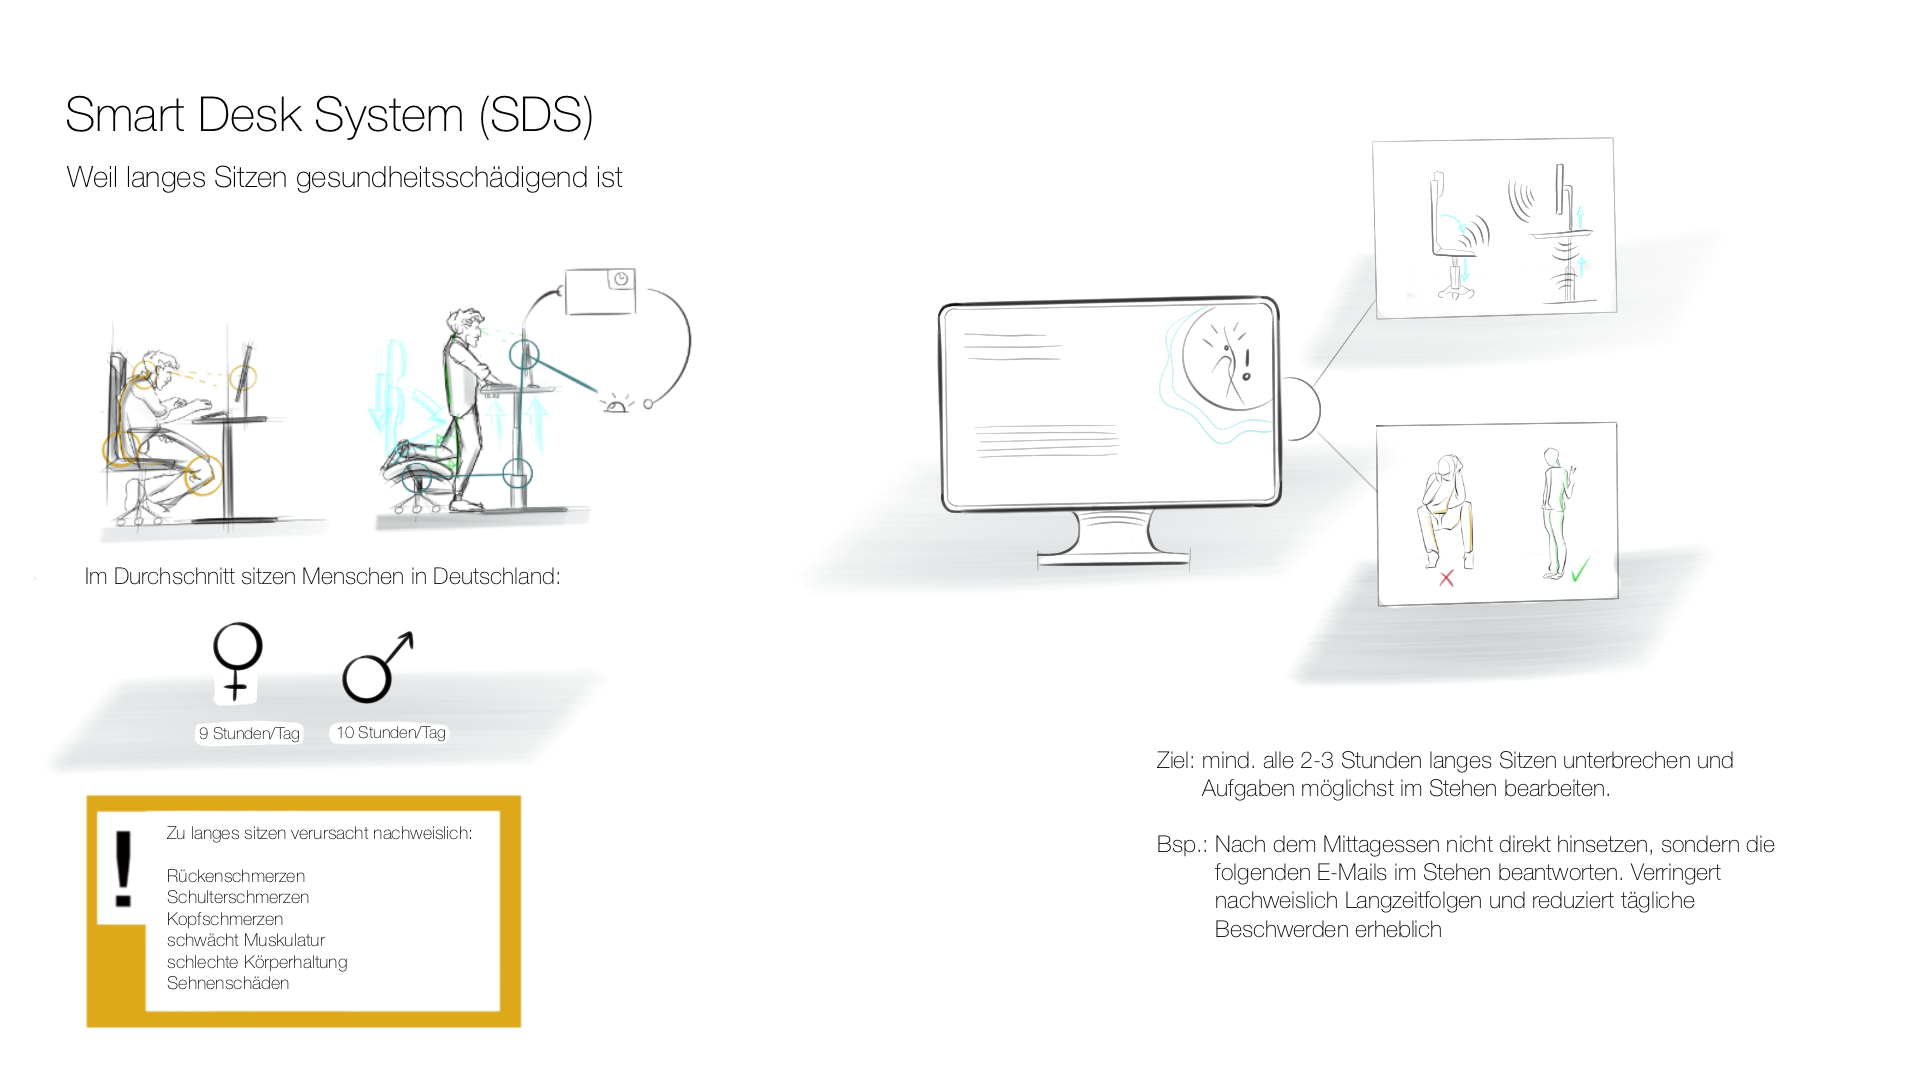 Smart Desk System (SDS)
Weil langes Sitzen gesundheitsschädigend ist
Im Durchschnitt sitzen Menschen in Deutschland:
9 Stunden/Tag
10 Stunden/Tag
!
Zu langes sitzen verursacht nachweislich:
Rückenschmerzen
Schulterschmerzen
Kopfschmerzen
schwächt Muskulatur
schlechte Körperhaltung
Sehnenschäden
!
Ziel: mind. alle 2-3 Stunden langes Sitzen unterbrechen und
Aufgaben möglichst im Stehen bearbeiten.
Bsp.: Nach dem Mittagessen nicht direkt hinsetzen, sondern die
folgenden E-Mails im Stehen beantworten. Verringert
nachweislich Langzeitfolgen und reduziert tägliche
Beschwerden erheblich